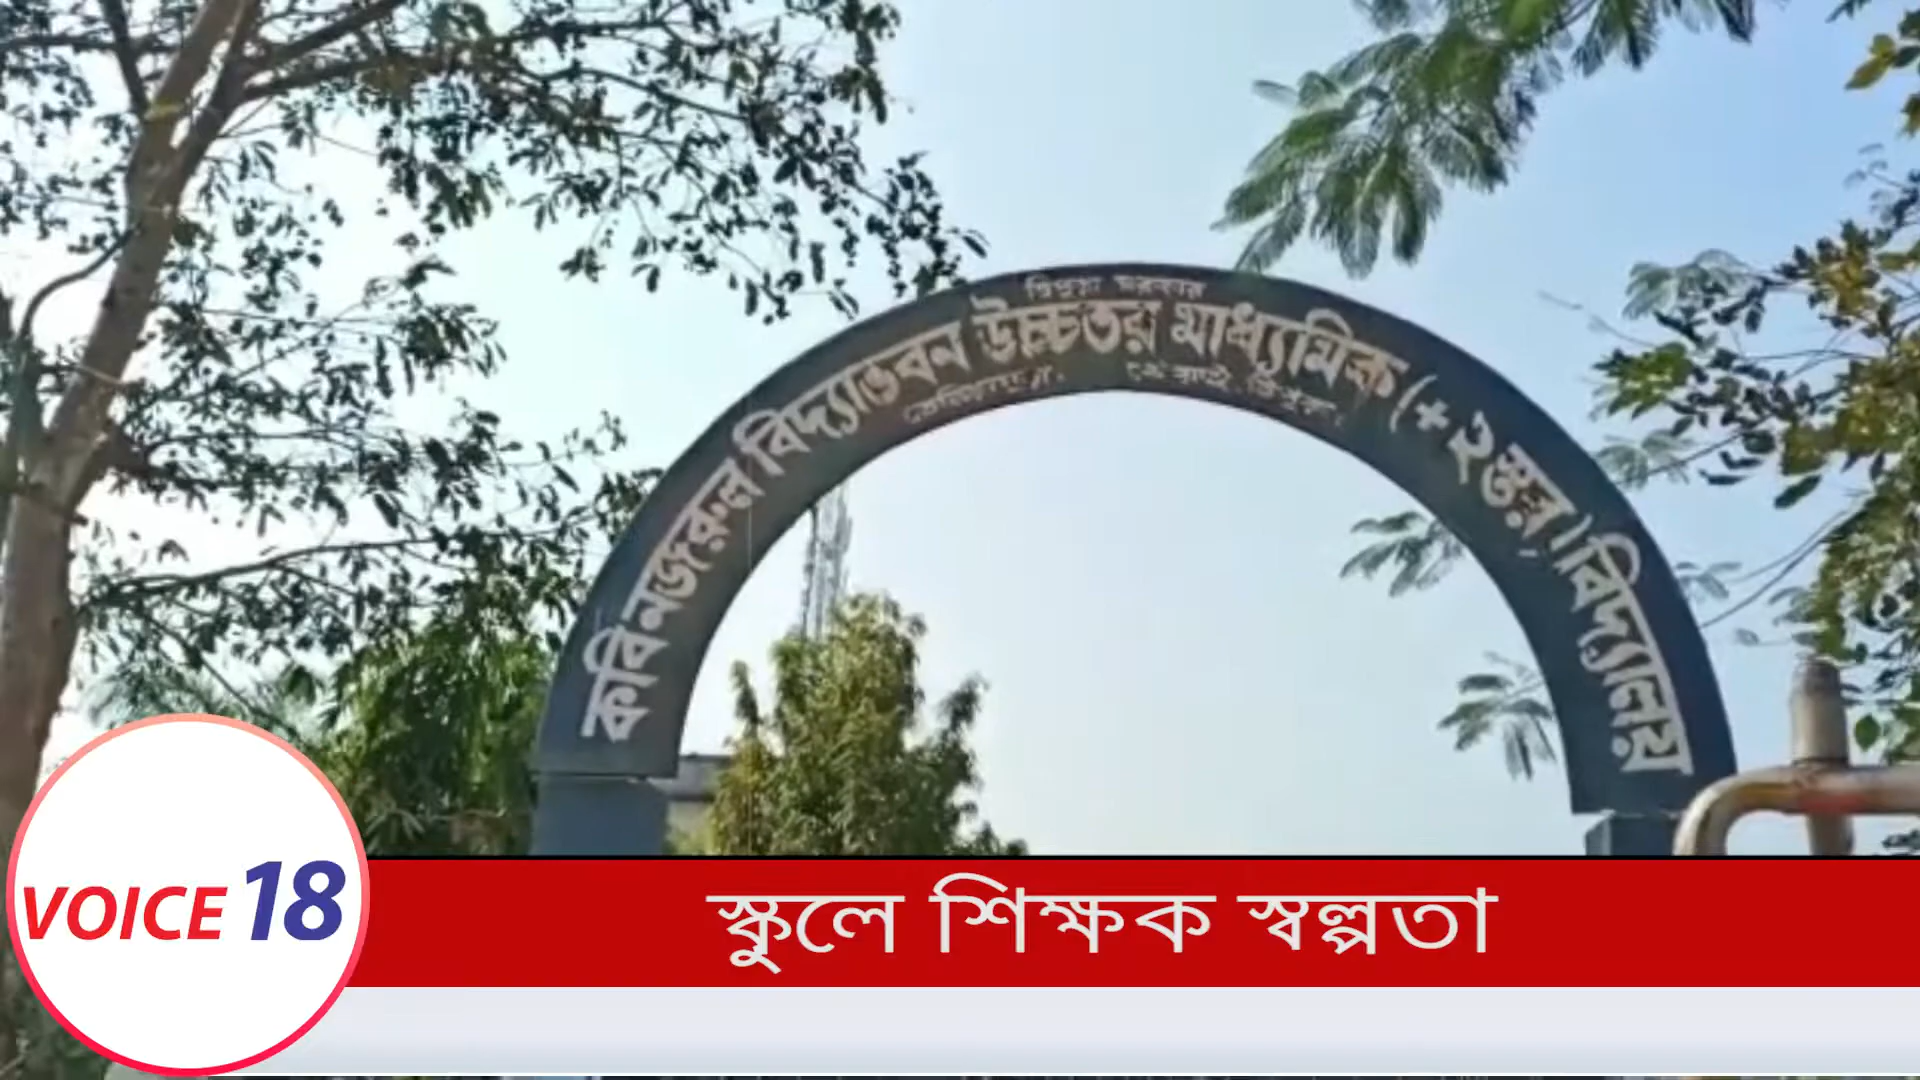 ত্রিপুরা সরকার
কবি নজরুল বিদ্যাভবন উচ্চতর মাধ্যমিক (+২স্তর) বিদ্যালয়
VOICE 18
স্কুলে শিক্ষক স্বল্পতা